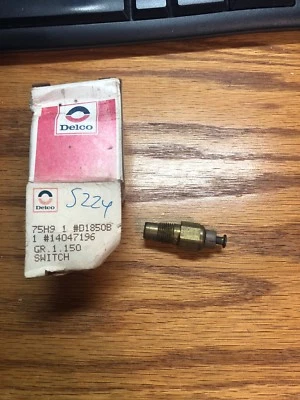 Delco
Delco
S224
75H9 1 #D1850B
1 #14047196
GR.1.150
SWITCH